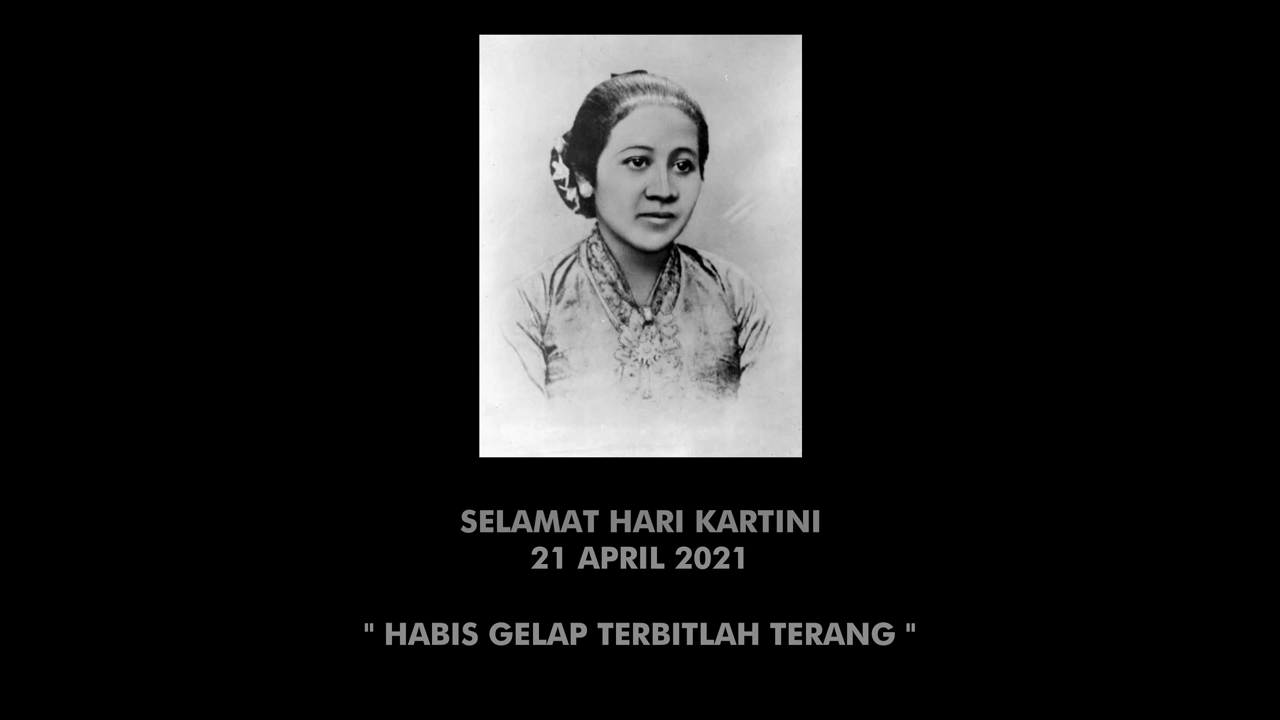 SELAMAT HARI KARTINI
21 APRIL 2021
" HABIS GELAP TERBITLAH TERANG "